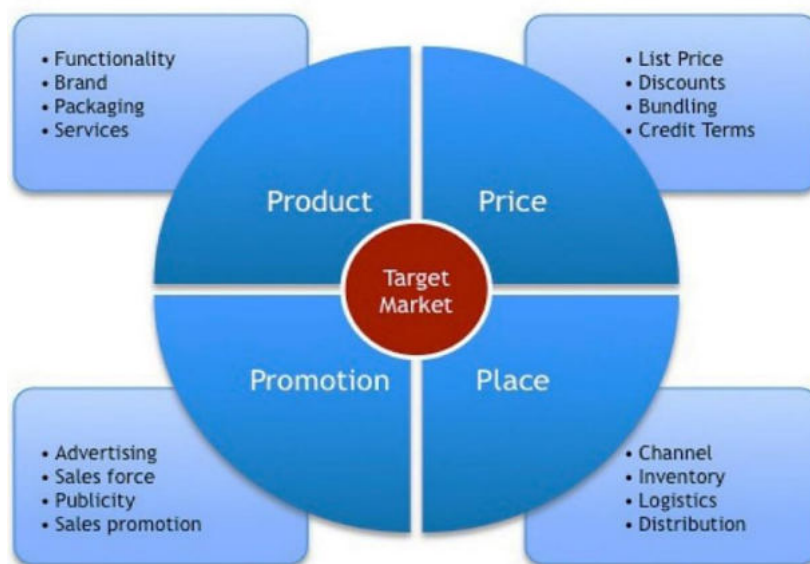 • Functionality
• Brand
• Packaging
• Services
• List Price
• Discounts
• Bundling
• Credit Terms
Product
Price
Target
Market
Promotion
Place
• Advertising
• Sales force
• Publicity
• Sales promotion
• Channel
• Inventory
• Logistics
• Distribution